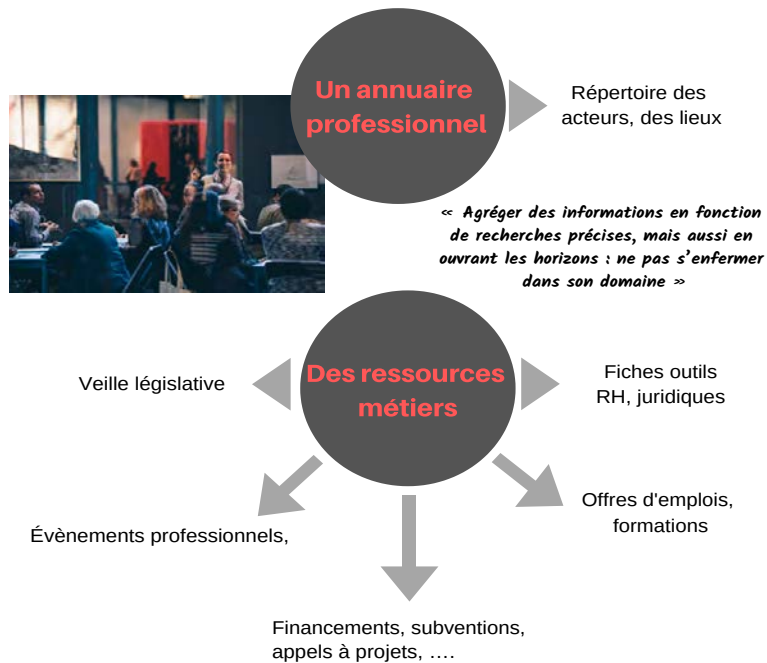 Un annuaire
professionnel
Répertoire des
acteurs, des lieux
« Agréger des informations en fonction
de recherches précises, mais aussi en
ouvrant les horizons : ne pas s’enfermer
dans son domaine »
Des ressources
métiers
Veille législative
Fiches outils
RH, juridiques
Évènements professionnels,
Offres d'emplois,
formations
Financements, subventions,
appels à projets, ….